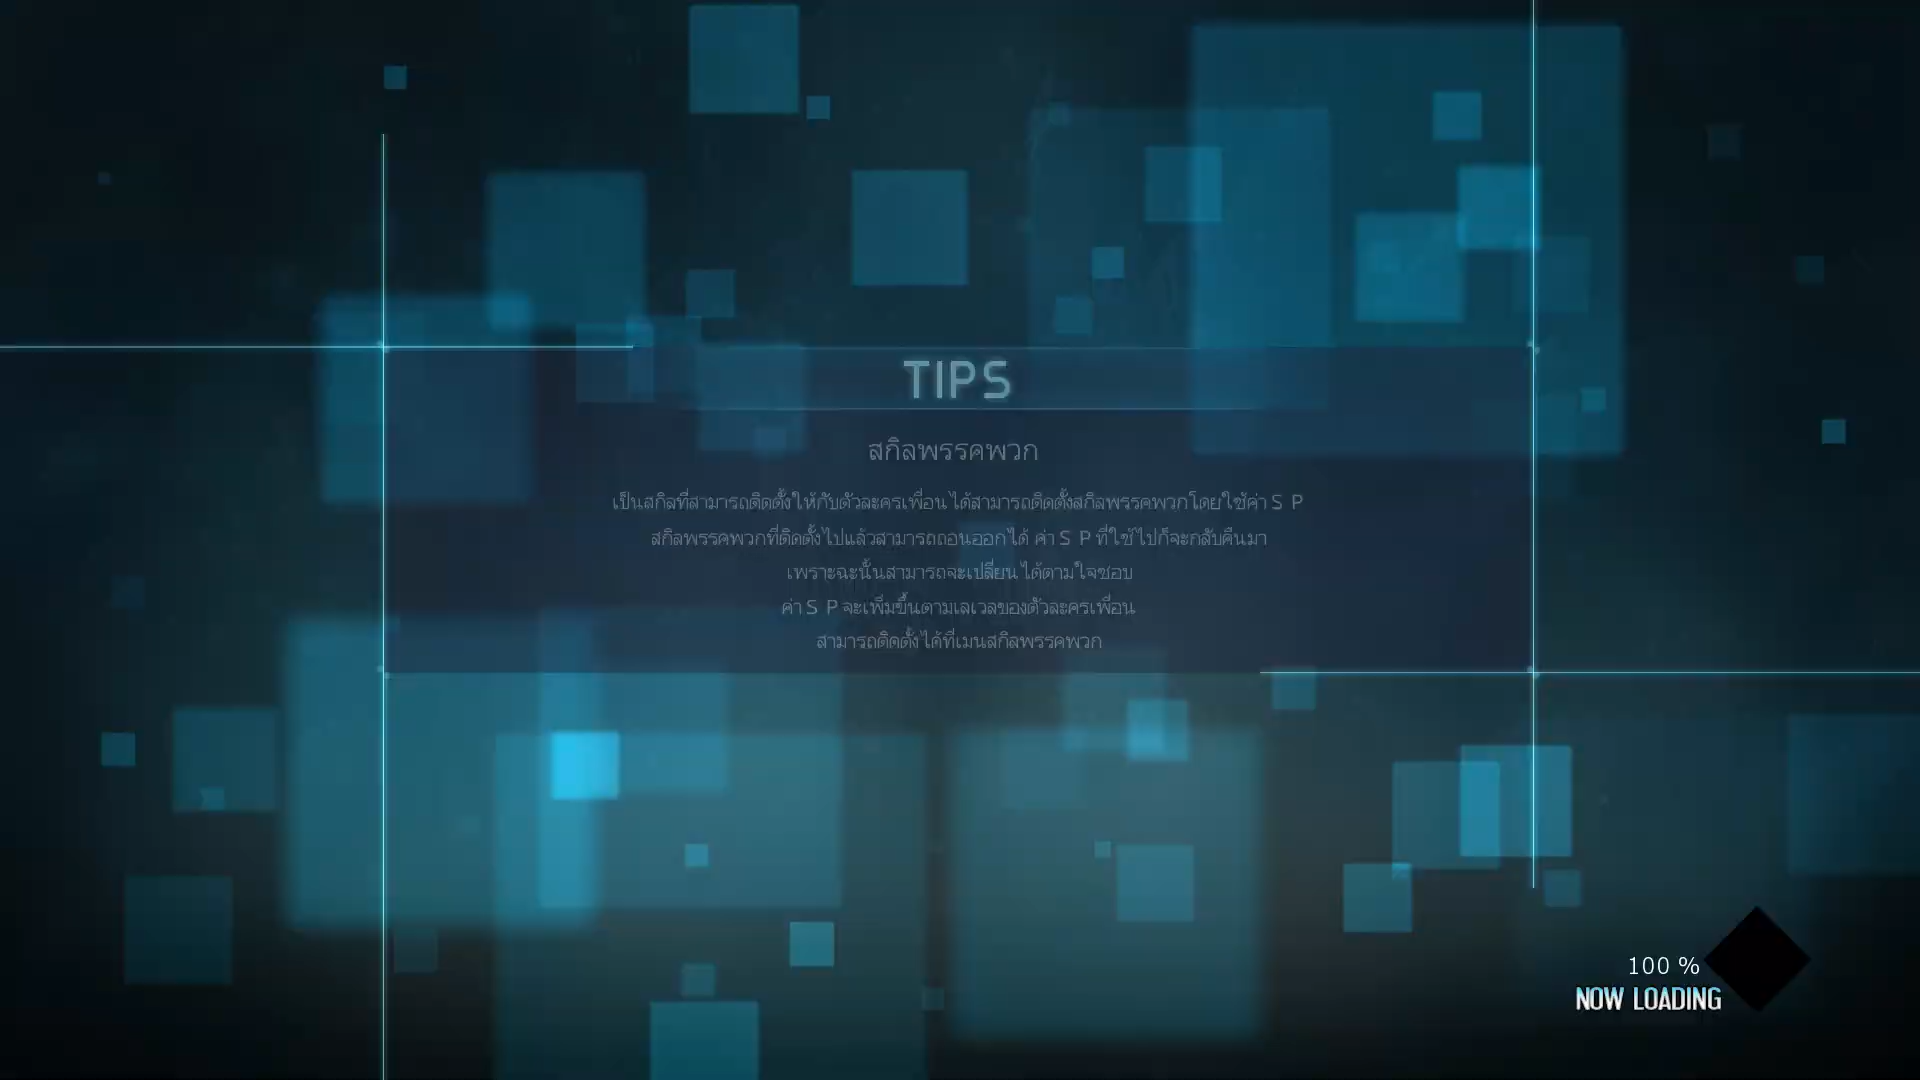 TIPS
สกิลพรรคพวก
เป็นสกิลที่สามารถติดตั้งให้กับตัวละครเพื่อน ได้สามารถติดตั้งสกิลพรรคพวกโดยใช้ค่า S P
สกิลพรรคพวกที่ติดตั้งไปแล้วสามารถถอนออกได้ ค่า S P ที่ใช้ไปก็จะกลับคืนมา
เพราะฉะนั้นสามารถจะเปลี่ยนได้ตามใจชอบ
ค่า S P จะเพิ่มขึ้นตามเลเวลของตัวละครเพื่อน
สามารถติดตั้งได้ที่เมนสกิลพรรคพวก
100 %
NOW LOADING